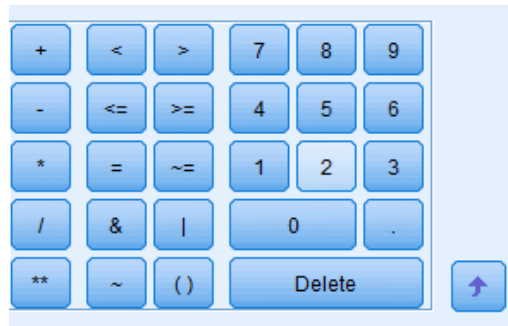 + < > 7 8 9
- <= >= 4 5 6
* = ~= 1 2 3
/ & | 0 .
** ~ ( ) Delete